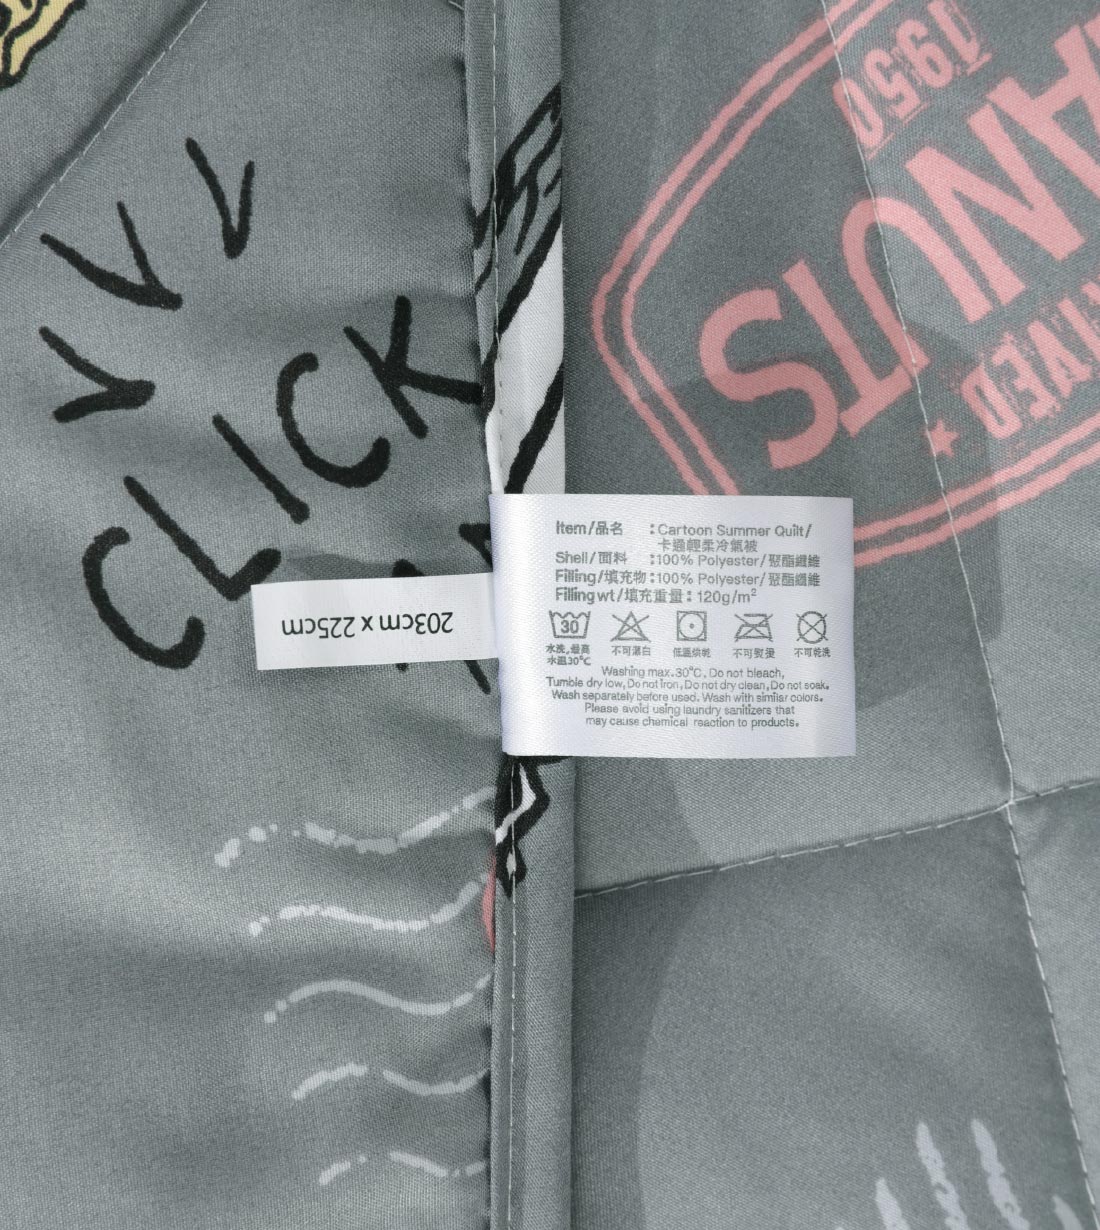 1950
ANUTS
IVED
CLICK
CLICK
203cm x 225cm
Item/品名 : Cartoon Summer Quilt/
卡通輕柔冷氣被
Shell/面料 : 100% Polyester/聚酯纖維
Filling/填充物 : 100% Polyester/聚酯纖維
Filling wt/填充重量 : 120g/m²
30
水洗,最高
水溫30°C
不可漂白
低溫烘乾
不可熨燙
不可乾洗
Washing max.30°C, Do not bleach,
Tumble dry low, Do not iron, Do not dry clean, Do not soak.
Wash separately before used. Wash with similar colors.
Please avoid using laundry sanitizers that
may cause chemical reaction to products.